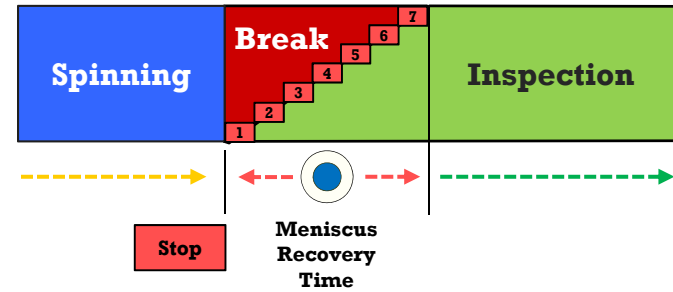 Spinning
Break
Inspection
7
6
5
4
3
2
1
Stop
Meniscus
Recovery
Time